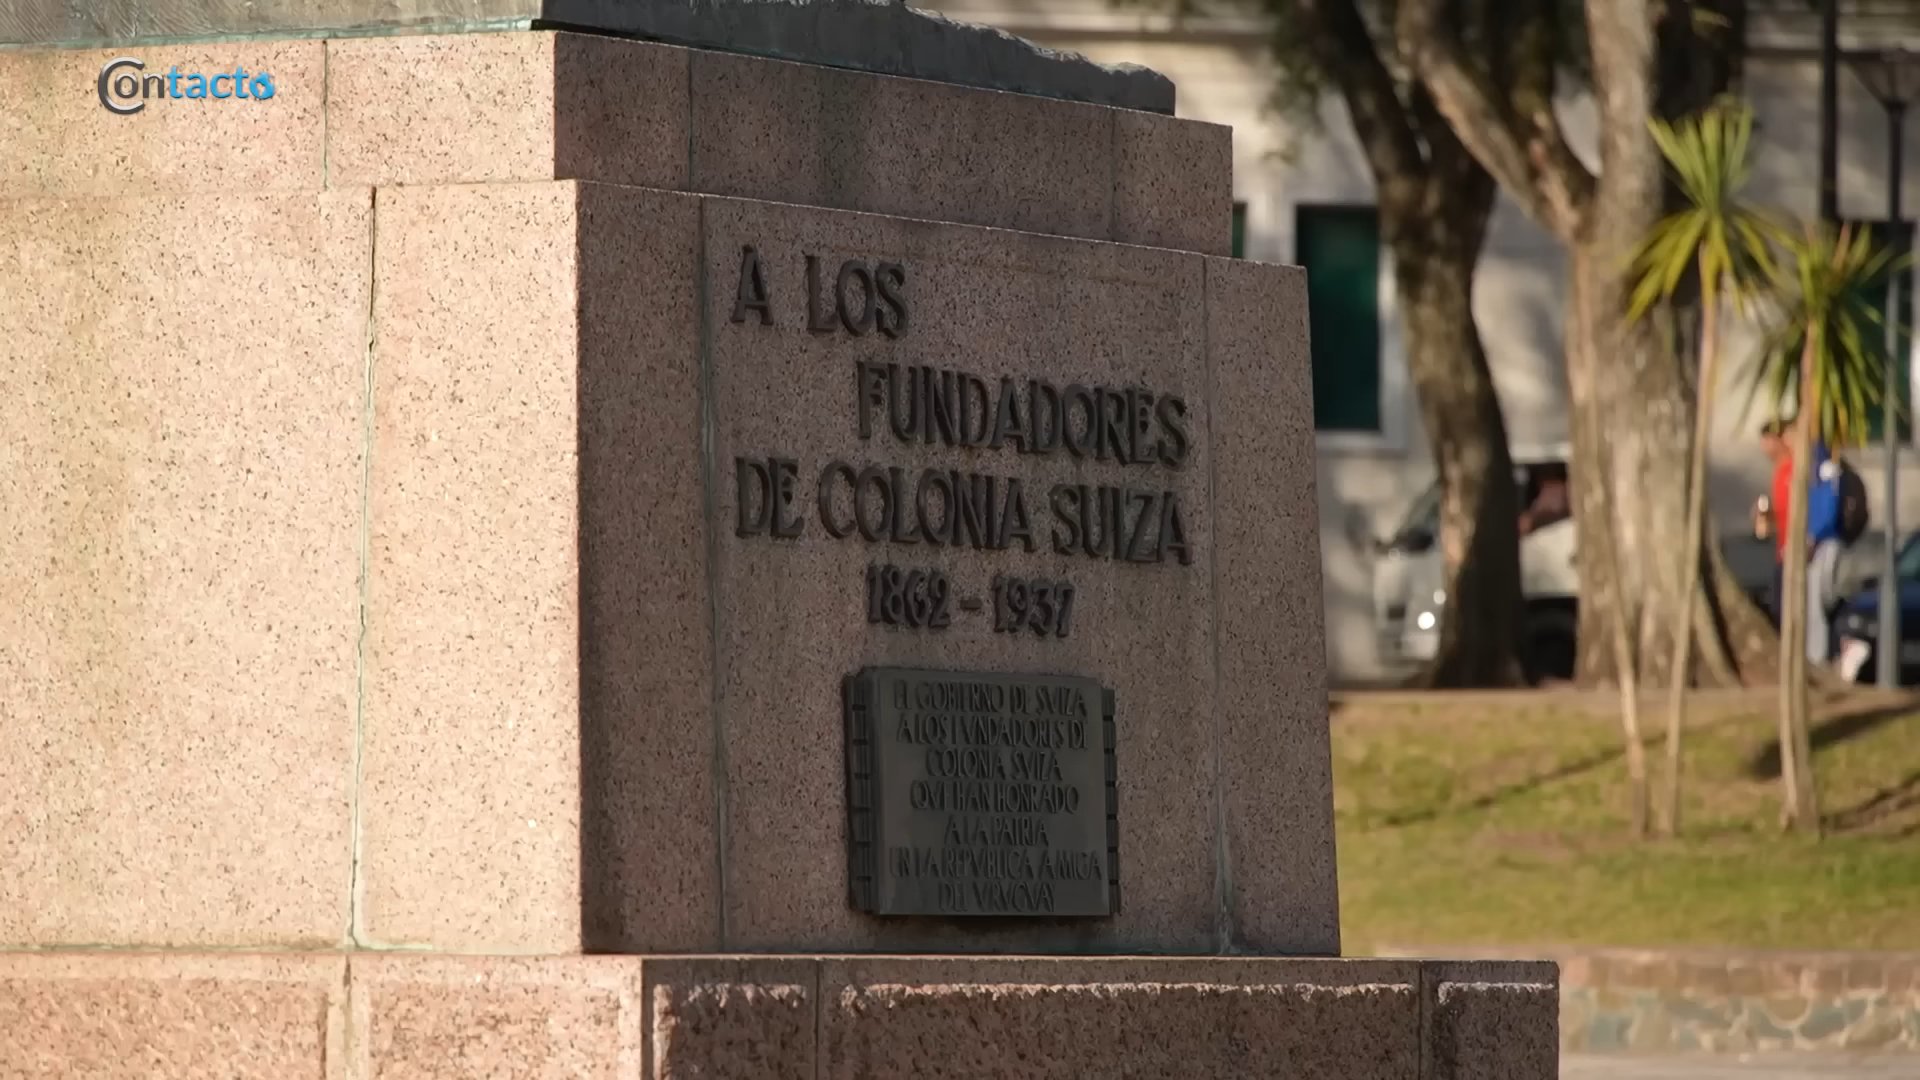 Contacto
A LOS
FUNDADORES
DE COLONIA SUIZA
1862 - 1937
EL GOBIERNO DE SVIZA
A LOS FVNDADORES DE
COLONIA SVIZA
QVE HAN HONRADO
A LA PATRIA
EN LA REPVBLICA AMIGA
DEL VRVGVAY